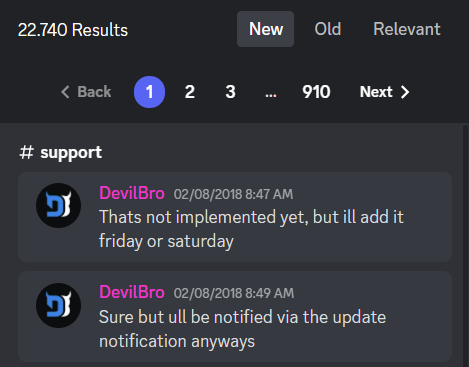 22.740 Results New Old Relevant
Back 1 2 3 ... 910 Next
# support
DevilBro 02/08/2018 8:47 AM
Thats not implemented yet, but ill add it
friday or saturday
DevilBro 02/08/2018 8:49 AM
Sure but ull be notified via the update
notification anyways